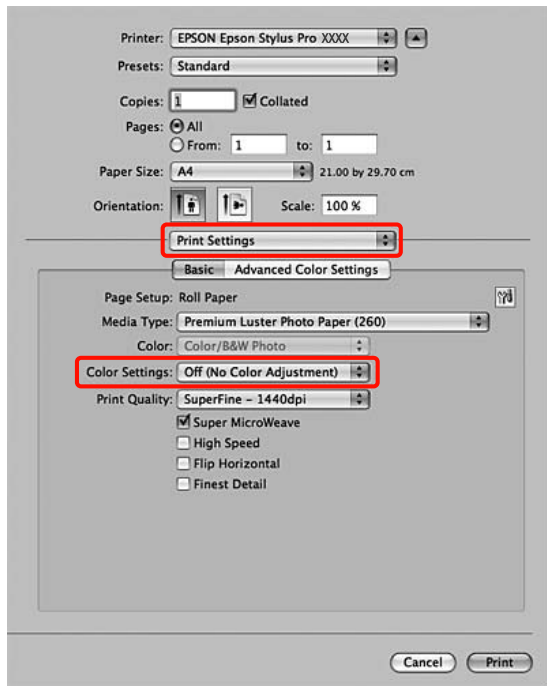 Printer: EPSON Epson Stylus Pro XXXX
Presets: Standard
Copies: 1 Collated
Pages: All
From: 1 to: 1
Paper Size: A4 21.00 by 29.70 cm
Orientation: Scale: 100 %
Print Settings
Basic Advanced Color Settings
Page Setup: Roll Paper
Media Type: Premium Luster Photo Paper (260)
Color: Color/B&W Photo
Color Settings: Off (No Color Adjustment)
Print Quality: SuperFine – 1440dpi
Super MicroWeave
High Speed
Flip Horizontal
Finest Detail
Cancel Print